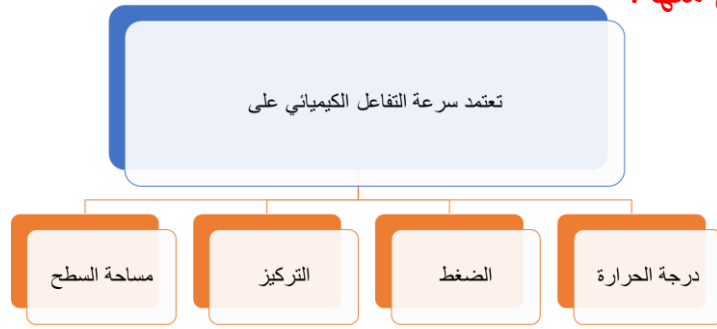 تعتمد سرعة التفاعل الكيميائي على
درجة الحرارة
الضغط
التركيز
مساحة السطح